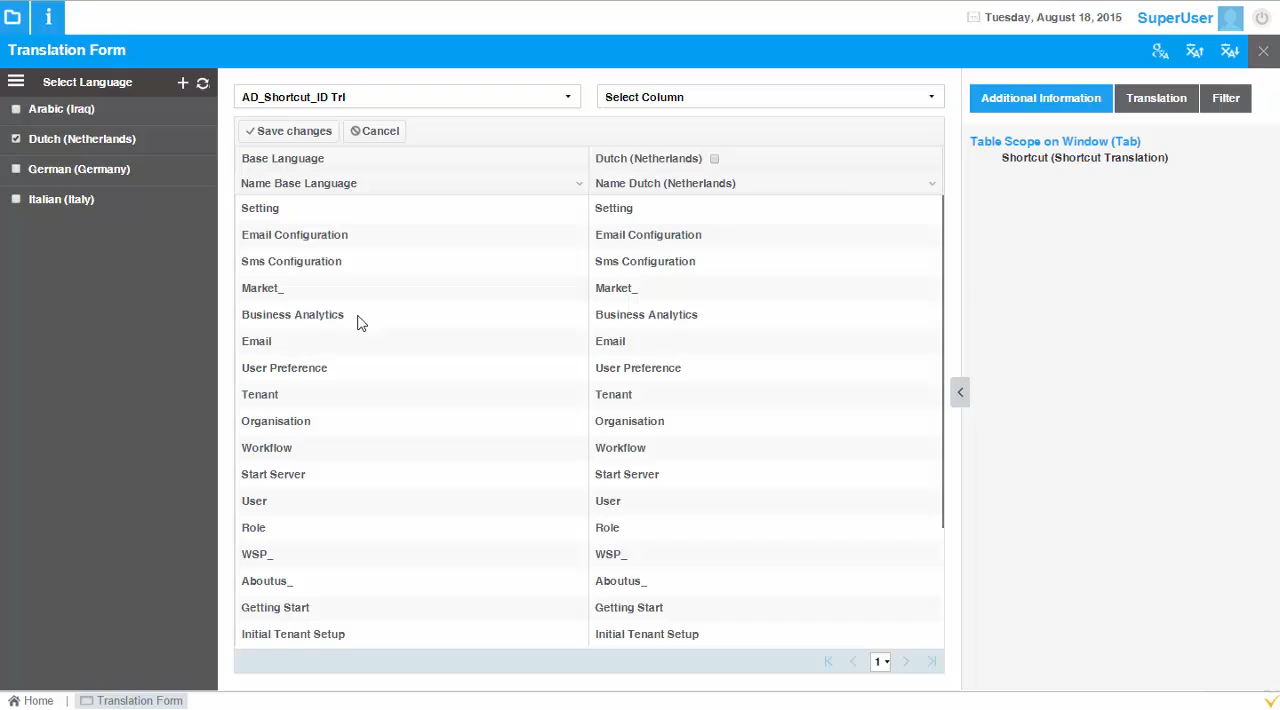 i
Tuesday, August 18, 2015 SuperUser
Translation Form
Select Language
Arabic (Iraq)
Dutch (Netherlands)
German (Germany)
Italian (Italy)
AD_Shortcut_ID Trl
Select Column
Save changes
Cancel
Base Language Dutch (Netherlands)
Name Base Language Name Dutch (Netherlands)
Setting Setting
Email Configuration Email Configuration
Sms Configuration Sms Configuration
Market_ Market_
Business Analytics Business Analytics
Email Email
User Preference User Preference
Tenant Tenant
Organisation Organisation
Workflow Workflow
Start Server Start Server
User User
Role Role
WSP_ WSP_
Aboutus_ Aboutus_
Getting Start Getting Start
Initial Tenant Setup Initial Tenant Setup
1
Additional Information Translation Filter
Table Scope on Window (Tab)
Shortcut (Shortcut Translation)
Home | Translation Form